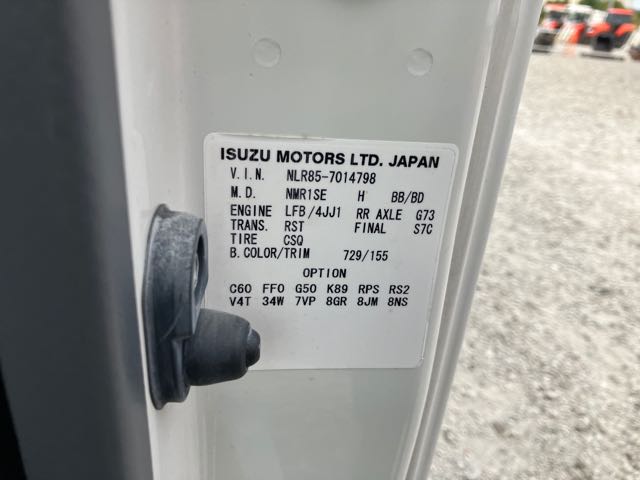 ISUZU MOTORS LTD. JAPAN
V.I.N. NLR85-7014798
M.D. NMR1SE H BB/BD
ENGINE LFB/4JJ1 RR AXLE G73
TRANS. RST FINAL S7C
TIRE CSQ
B.COLOR/TRIM 729/155
OPTION
C60 FF0 G50 K89 RPS RS2
V4T 34W 7VP 8GR 8JM 8NS